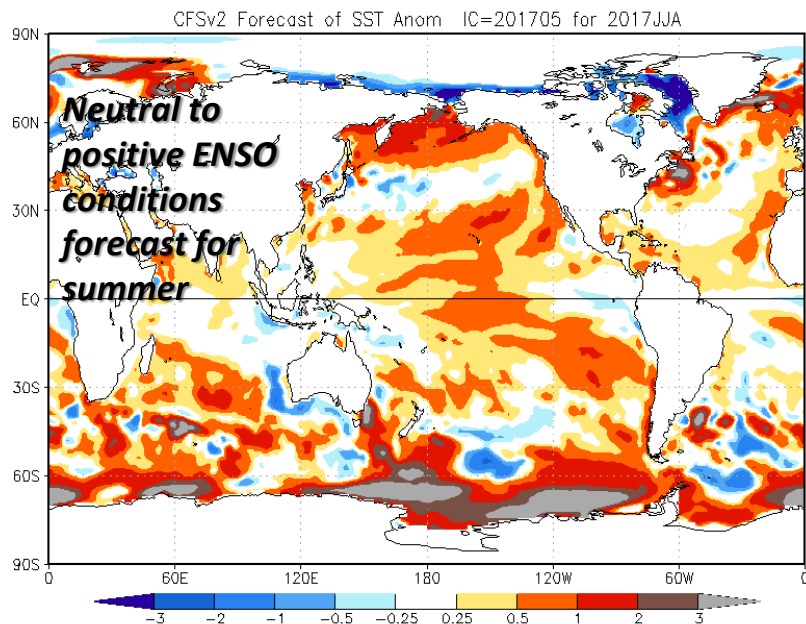 CFSv2 Forecast of SST Anom IC=201705 for 2017JJA
90N
60N
30N
EQ
30S
60S
90S
Neutral to
positive ENSO
conditions
forecast for
summer
0 60E 120E 180 120W 60W 0
-3 -2 -1 -0.5 -0.25 0.25 0.5 1 2 3